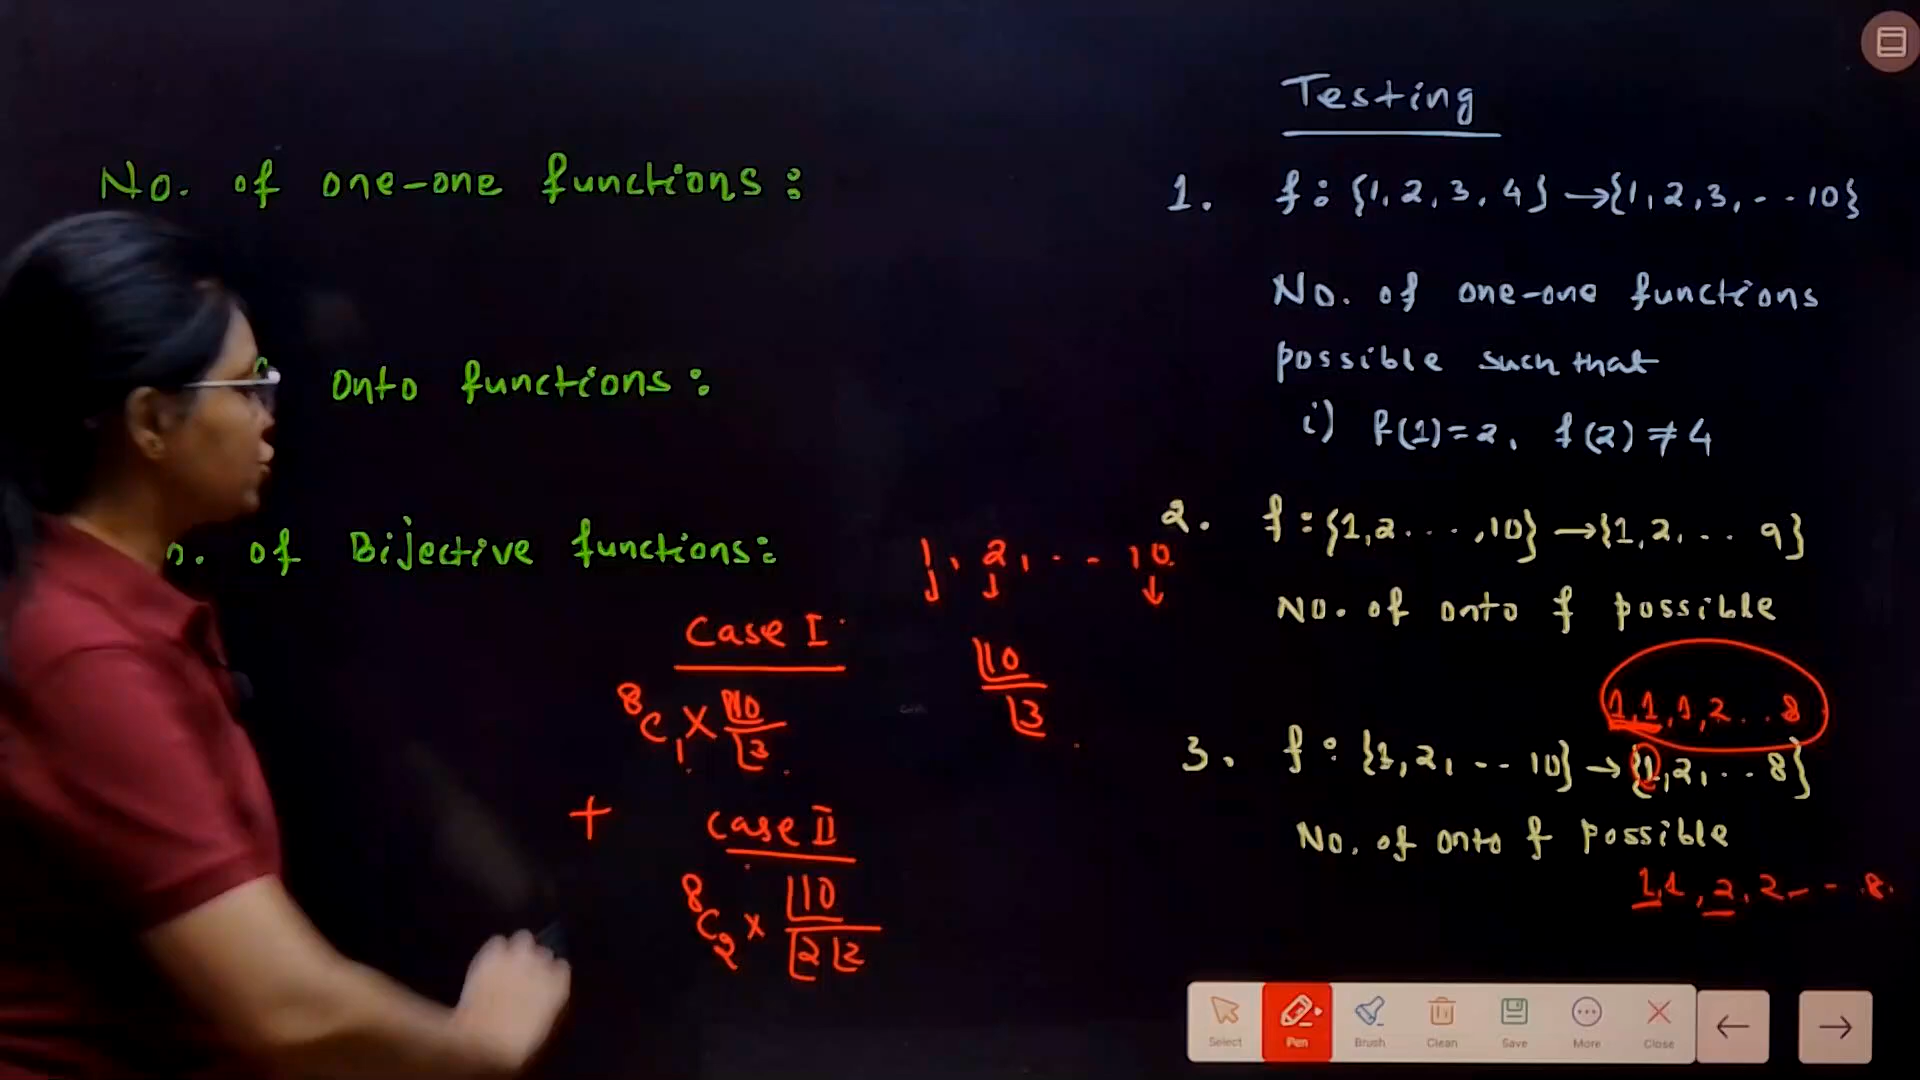 No. of one-one functions:
Onto functions:
of Bijective functions:
1, 2, -- 10
Case I
⁸C₁ × |10 / |3
|10 / |3
+
Case II
⁸C₂ × |10 / |2 |2
Testing
1. f: {1, 2, 3, 4} → {1, 2, 3, -- 10}
No. of one-one functions
possible such that
i) f(1) = 2, f(2) ≠ 4
2. f: {1, 2 ..., 10} → {1, 2, ... 9}
No. of onto f possible
1, 1, 1, 2 .. 8
3. f: {1, 2, -- 10} → {1, 2, .. 8}
No. of onto f possible
1, 1, 2, 2 -- 8.
Select Pen Brush Clean Save More Close